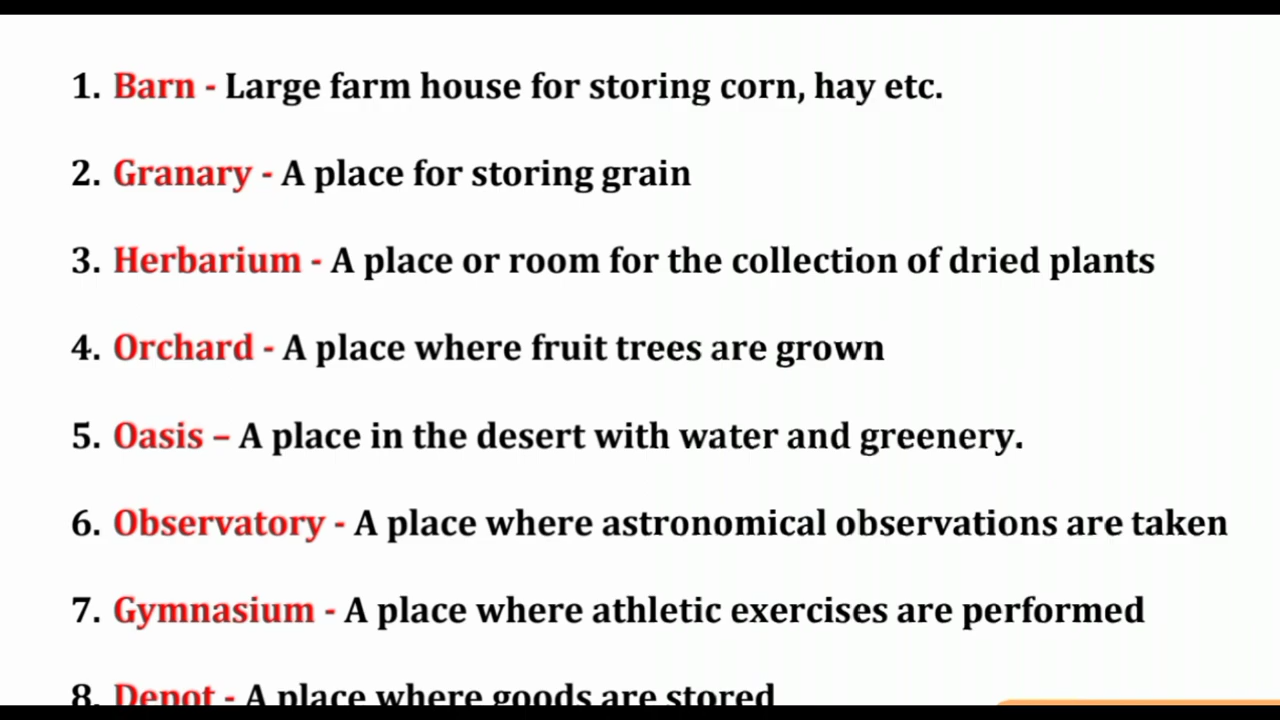 1. Barn - Large farm house for storing corn, hay etc.
2. Granary - A place for storing grain
3. Herbarium - A place or room for the collection of dried plants
4. Orchard - A place where fruit trees are grown
5. Oasis – A place in the desert with water and greenery.
6. Observatory - A place where astronomical observations are taken
7. Gymnasium - A place where athletic exercises are performed
8. Depot - A place where goods are stored